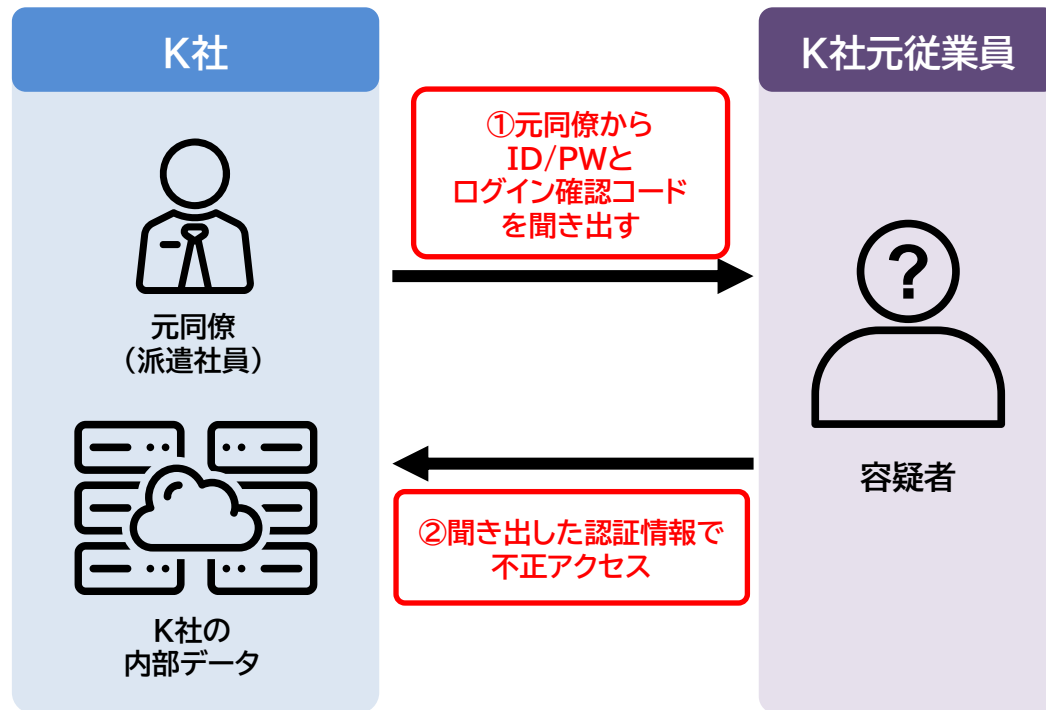 K社
K社元従業員
①元同僚から
ID/PWと
ログイン確認コード
を聞き出す
元同僚
（派遣社員）
容疑者
②聞き出した認証情報で
不正アクセス
K社の
内部データ